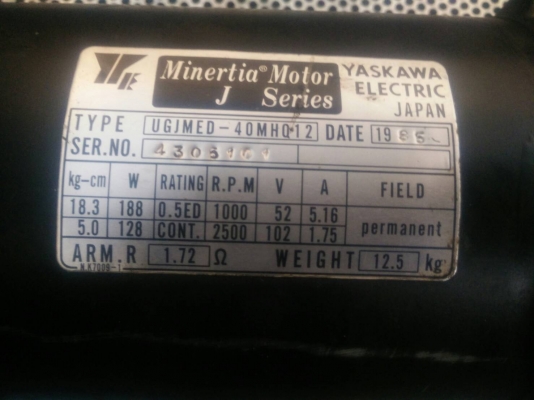 Minertia® Motor
J Series
YASKAWA
ELECTRIC
JAPAN
TYPE UGJMED-40MHQ12 DATE 1986
SER.NO.
kg-cm W RATING R.P.M V A FIELD
18.3 188 0.5ED 1000 52 5.16
5.0 128 CONT. 2500 102 1.75
permanent
ARM.R 1.72 Ω WEIGHT 12.5 kg